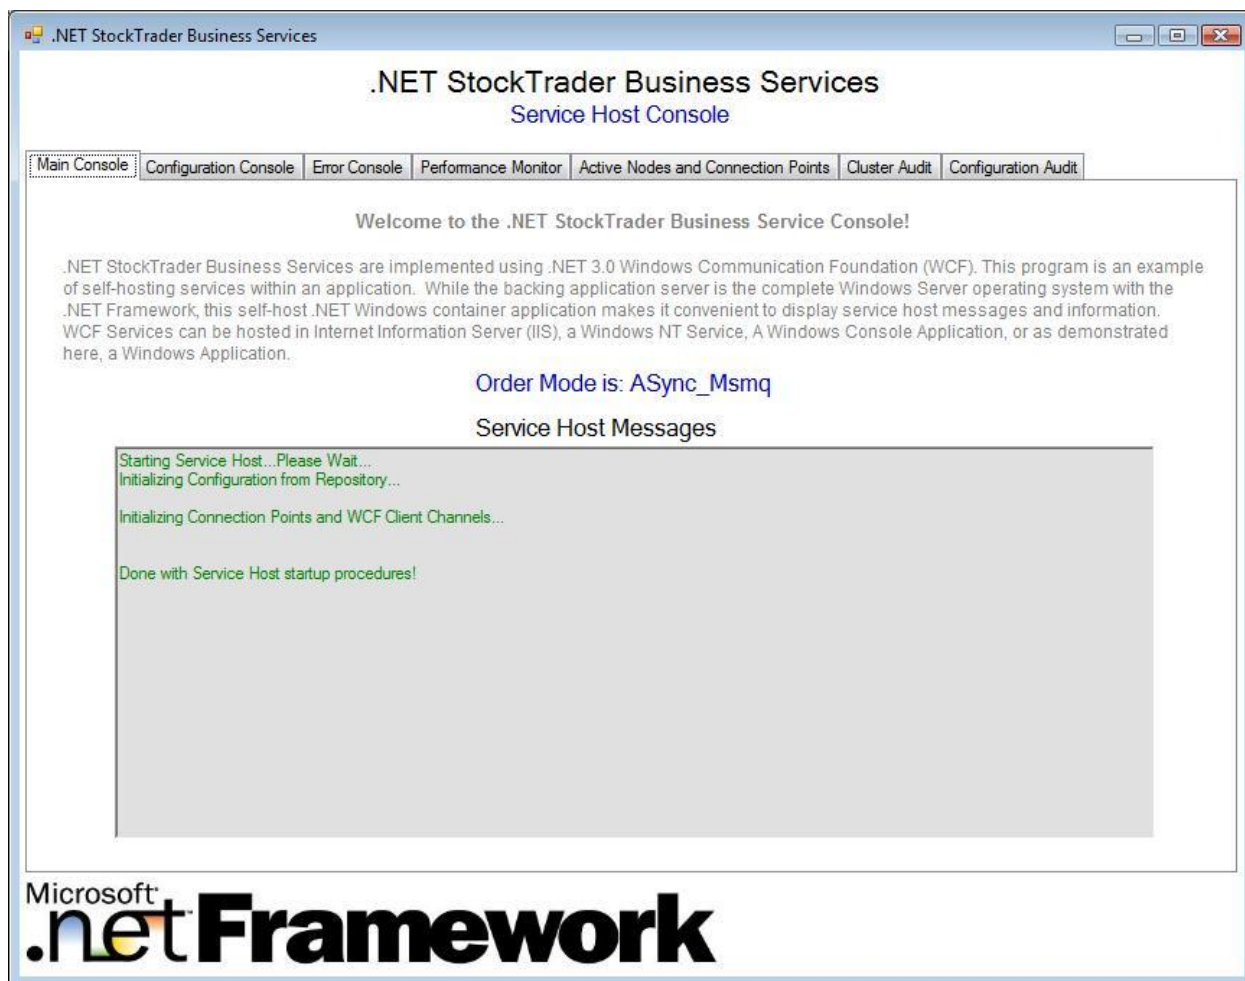 .NET StockTrader Business Services
.NET StockTrader Business Services
Service Host Console
Main Console Configuration Console Error Console Performance Monitor Active Nodes and Connection Points Cluster Audit Configuration Audit
Welcome to the .NET StockTrader Business Service Console!
.NET StockTrader Business Services are implemented using .NET 3.0 Windows Communication Foundation (WCF). This program is an example
of self-hosting services within an application. While the backing application server is the complete Windows Server operating system with the
.NET Framework, this self-host .NET Windows container application makes it convenient to display service host messages and information.
WCF Services can be hosted in Internet Information Server (IIS), a Windows NT Service, A Windows Console Application, or as demonstrated
here, a Windows Application.
Order Mode is: ASync_Msmq
Service Host Messages
Starting Service Host...Please Wait...
Initializing Configuration from Repository...
Initializing Connection Points and WCF Client Channels...
Done with Service Host startup procedures!
Microsoft
.net Framework